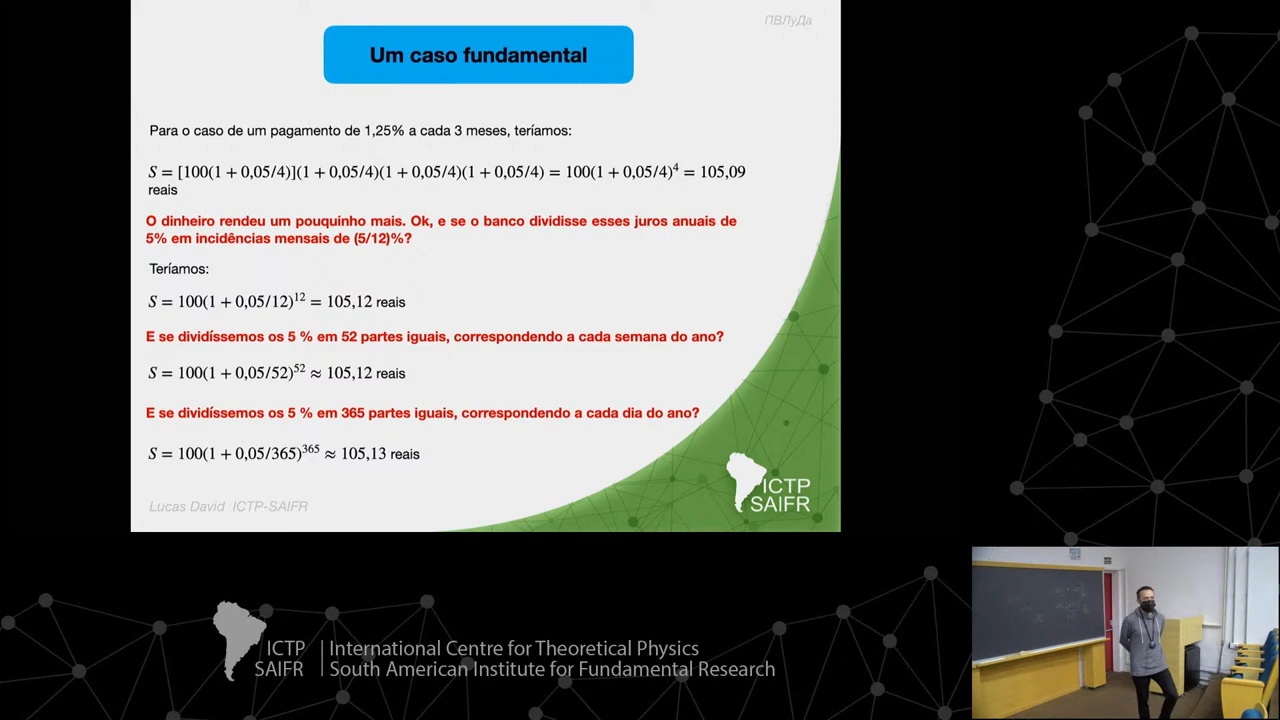 ПВЛуДа
Um caso fundamental
Para o caso de um pagamento de 1,25% a cada 3 meses, teríamos:
S = [100(1 + 0,05/4)](1 + 0,05/4)(1 + 0,05/4)(1 + 0,05/4) = 100(1 + 0,05/4)⁴ = 105,09
reais
O dinheiro rendeu um pouquinho mais. Ok, e se o banco dividisse esses juros anuais de
5% em incidências mensais de (5/12)%?
Teríamos:
S = 100(1 + 0,05/12)¹² = 105,12 reais
E se dividíssemos os 5 % em 52 partes iguais, correspondendo a cada semana do ano?
S = 100(1 + 0,05/52)⁵² ≈ 105,12 reais
E se dividíssemos os 5 % em 365 partes iguais, correspondendo a cada dia do ano?
S = 100(1 + 0,05/365)³⁶⁵ ≈ 105,13 reais
Lucas David ICTP-SAIFR
ICTP
SAIFR
ICTP
SAIFR
International Centre for Theoretical Physics
South American Institute for Fundamental Research